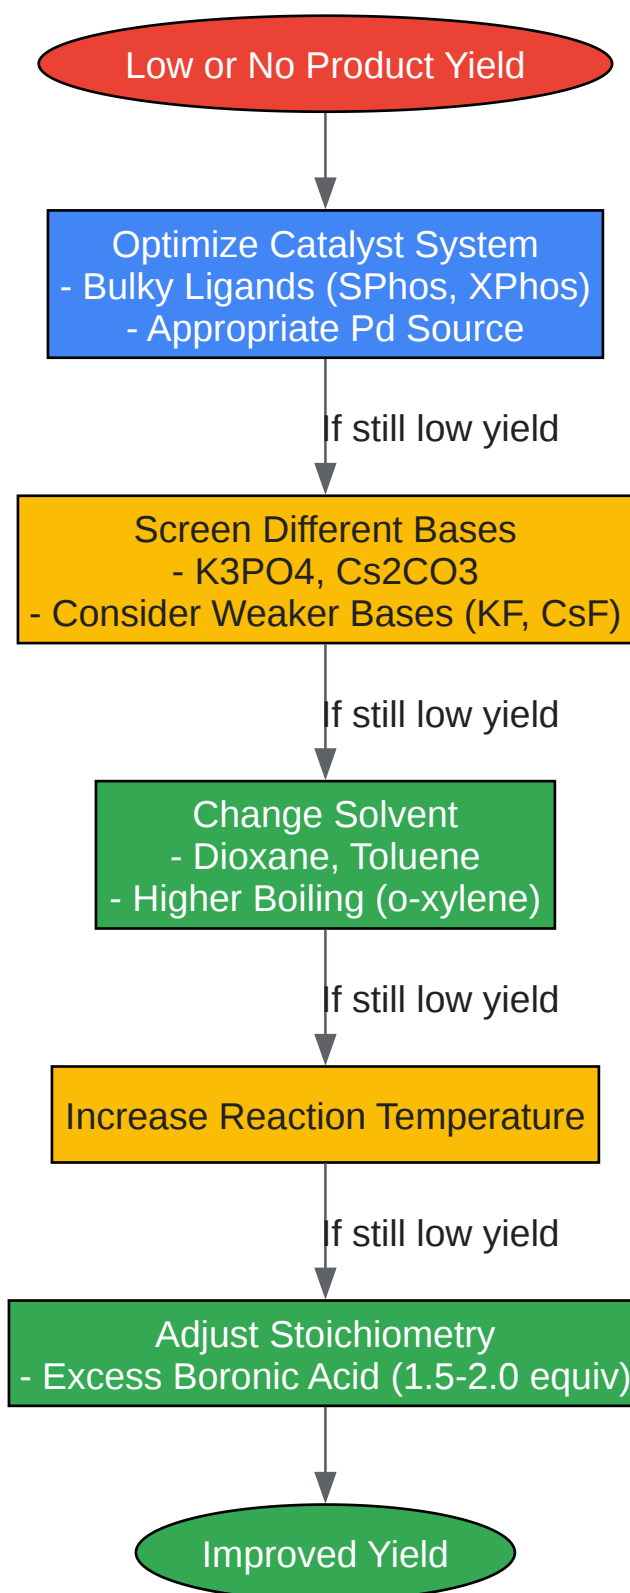 Low or No Product Yield
Optimize Catalyst System
- Bulky Ligands (SPhos, XPhos)
- Appropriate Pd Source
If still low yield
Screen Different Bases
- K3PO4, Cs2CO3
- Consider Weaker Bases (KF, CsF)
If still low yield
Change Solvent
- Dioxane, Toluene
- Higher Boiling (o-xylene)
If still low yield
Increase Reaction Temperature
If still low yield
Adjust Stoichiometry
- Excess Boronic Acid (1.5-2.0 equiv)
Improved Yield